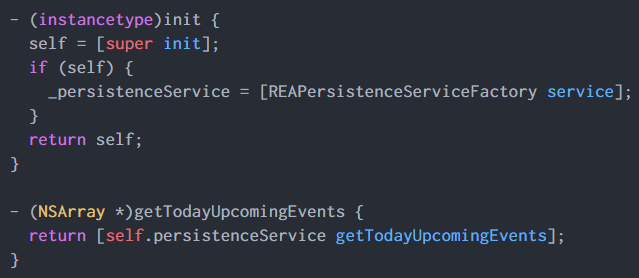 - (instancetype)init {
  self = [super init];
  if (self) {
    _persistenceService = [REAPersistenceServiceFactory service];
  }
  return self;
}

- (NSArray *)getTodayUpcomingEvents {
  return [self.persistenceService getTodayUpcomingEvents];
}